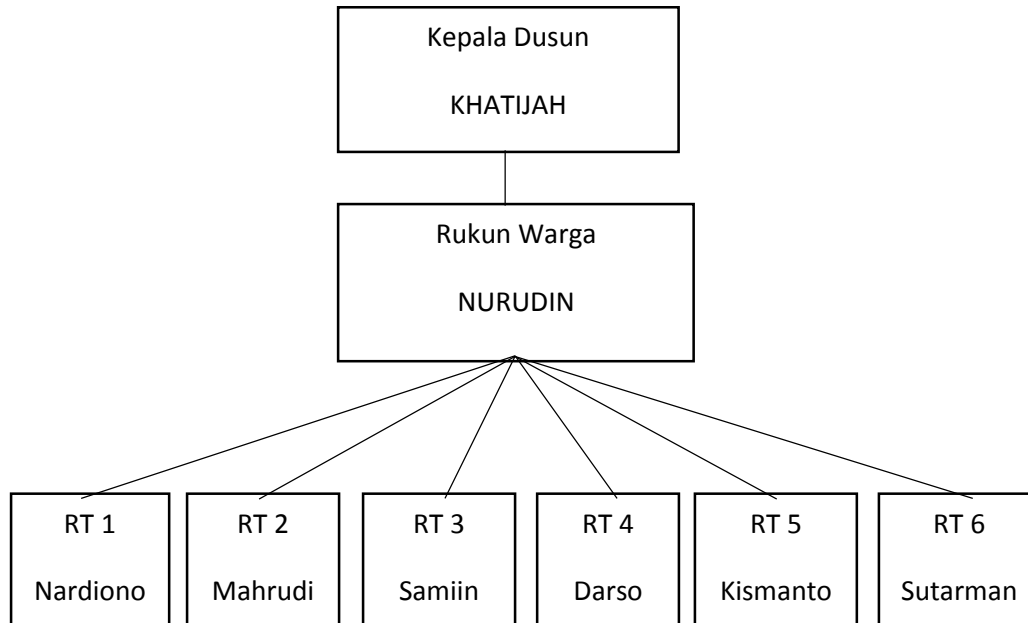 Kepala Dusun
KHATIJAH
Rukun Warga
NURUDIN
RT 1
Nardiono
RT 2
Mahrudi
RT 3
Samiin
RT 4
Darso
RT 5
Kismanto
RT 6
Sutarman